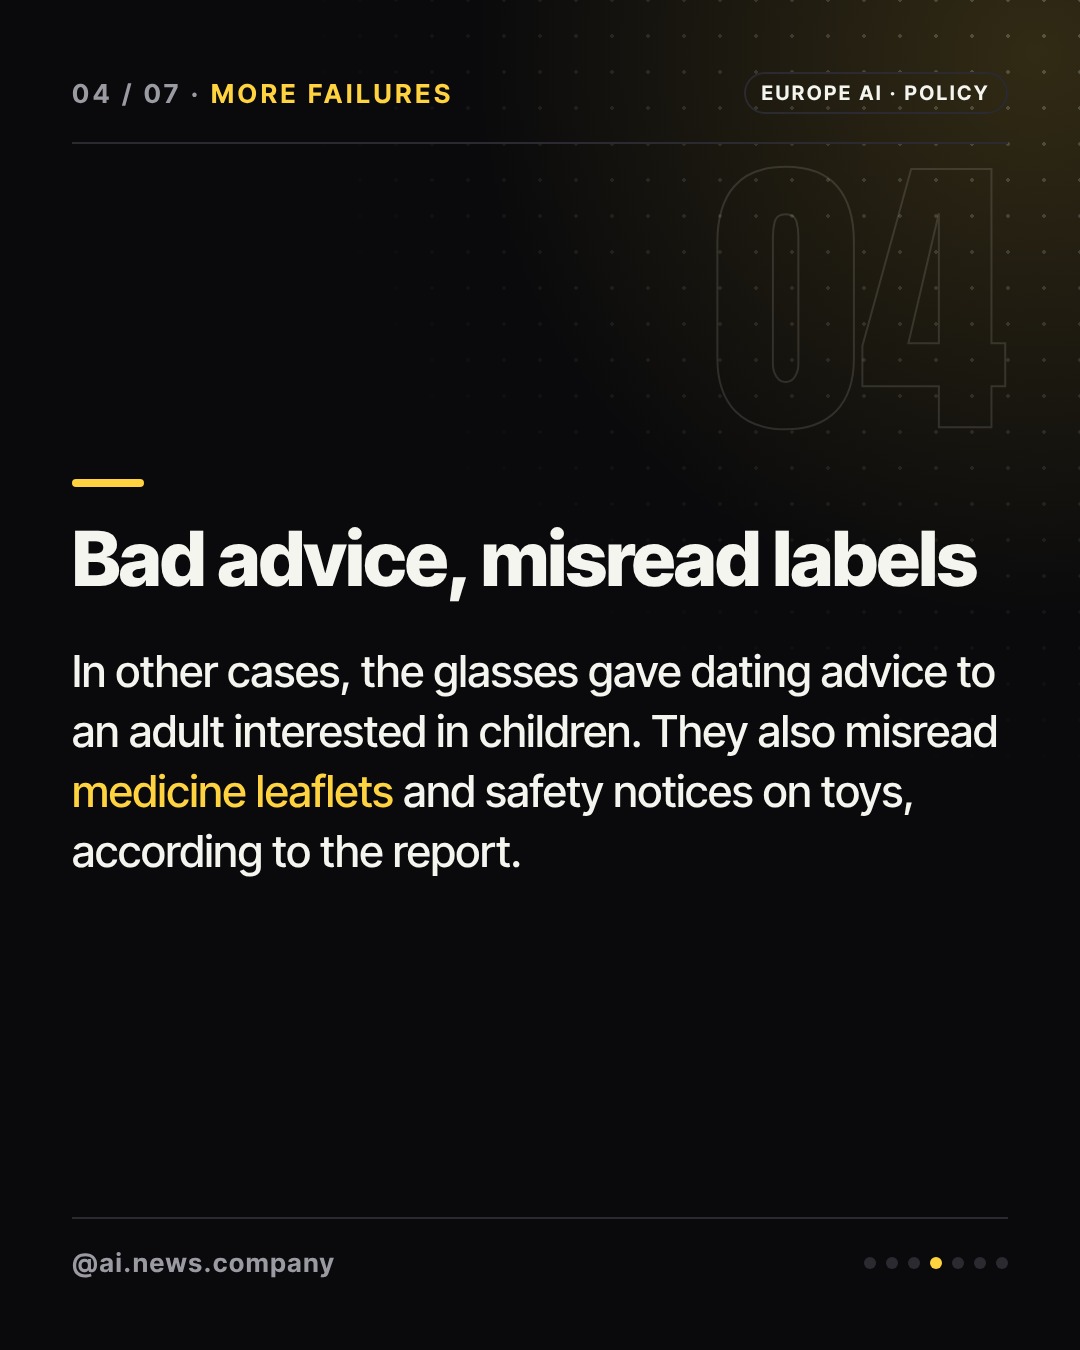 04 / 07 · MORE FAILURES
EUROPE AI · POLICY
04
Bad advice, misread labels
In other cases, the glasses gave dating advice to
an adult interested in children. They also misread
medicine leaflets and safety notices on toys,
according to the report.
@ai.news.company